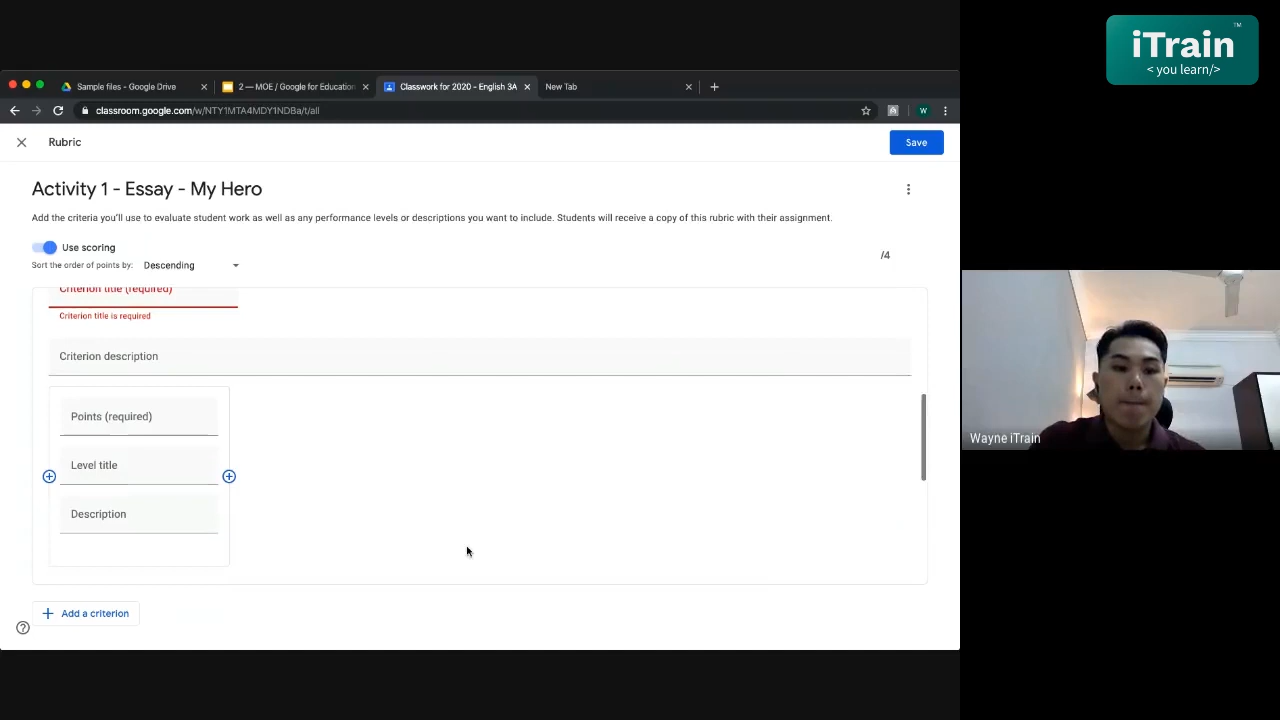 iTrain
TM
< you learn/>
Sample files - Google Drive
2 — MOE / Google for Education
Classwork for 2020 - English 3A
New Tab
classroom.google.com/w/NTY1MTA4MDY1NDBa/t/all
W
Rubric
Save
Activity 1 - Essay - My Hero
Add the criteria you'll use to evaluate student work as well as any performance levels or descriptions you want to include. Students will receive a copy of this rubric with their assignment.
Use scoring
Sort the order of points by: Descending
/4
Criterion title (required)
Criterion title is required
Criterion description
Points (required)
Level title
Description
Add a criterion
Wayne iTrain